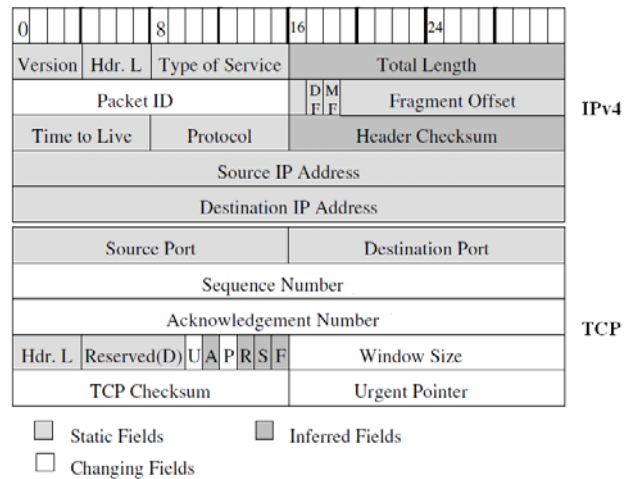 0 8 16 24
Version Hdr. L Type of Service Total Length
Packet ID D F M F Fragment Offset
IPv4
Time to Live Protocol Header Checksum
Source IP Address
Destination IP Address
Source Port Destination Port
Sequence Number
Acknowledgement Number
TCP
Hdr. L Reserved(D) U A P R S F Window Size
TCP Checksum Urgent Pointer
Static Fields Inferred Fields
Changing Fields